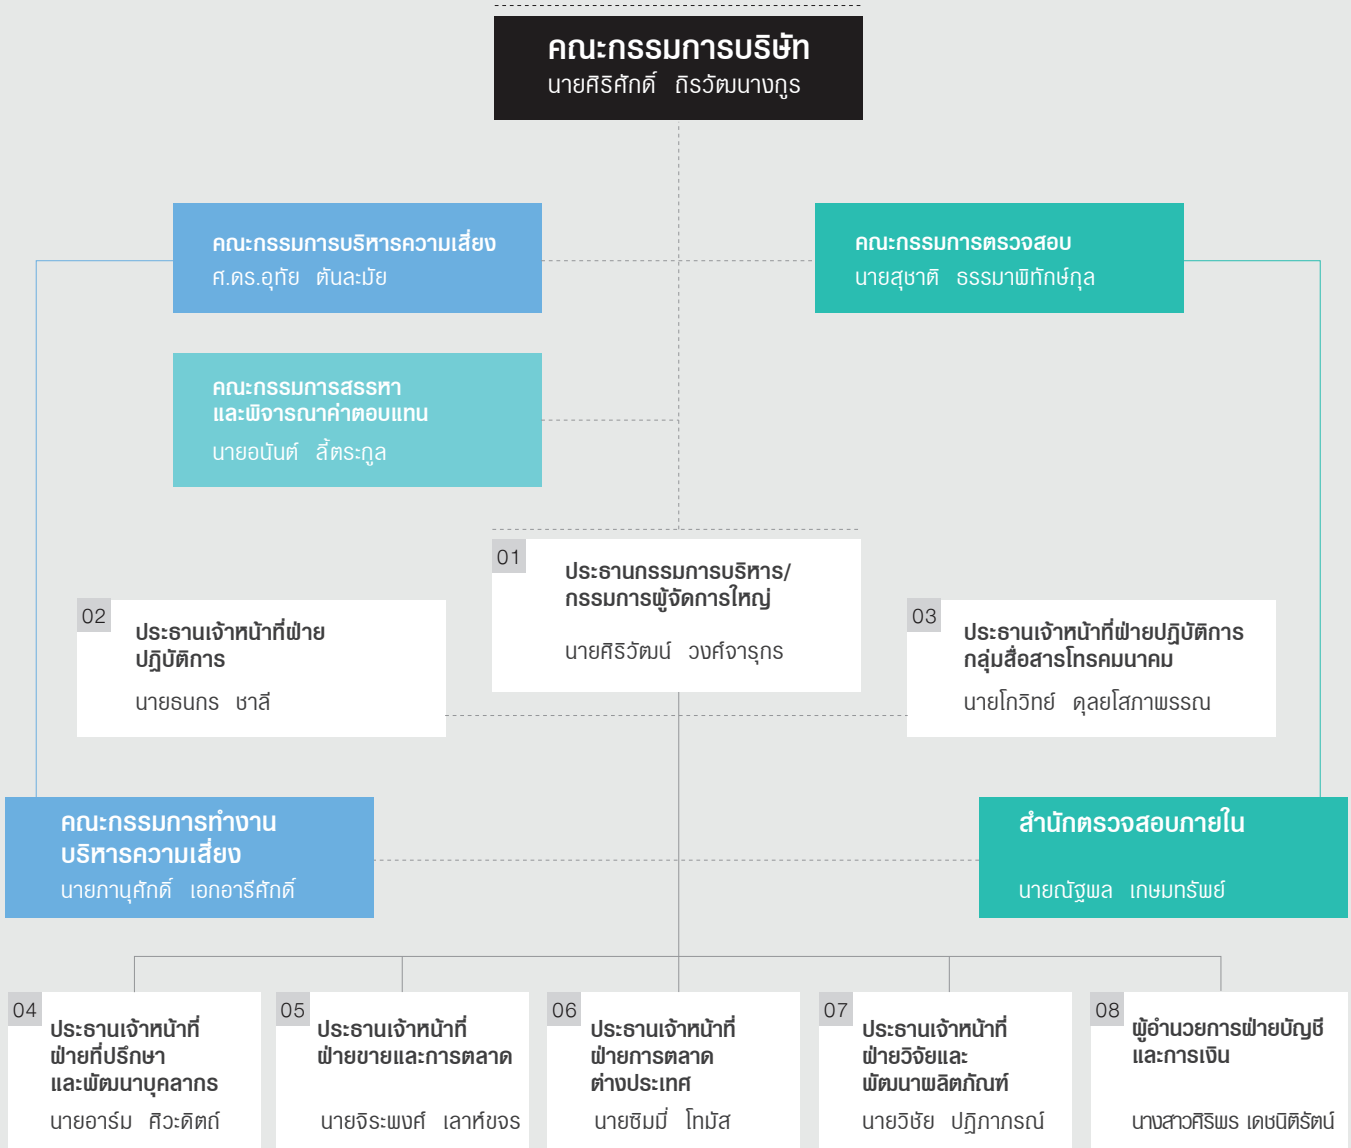 คณะกรรมการบริษัท
นายศิริศักดิ์ ถิรวัฒนางกูร
คณะกรรมการบริหารความเสี่ยง
ศ.ดร.อุทัย ตันละมัย
คณะกรรมการตรวจสอบ
นายสุชาติ ธรรมาพิทักษ์กุล
คณะกรรมการสรรหา
และพิจารณาค่าตอบแทน
นายอนันต์ ลี้ตระกูล
01
ประธานกรรมการบริหาร/
กรรมการผู้จัดการใหญ่
นายศิริวัฒน์ วงศ์จารุกร
02
ประธานเจ้าหน้าที่ฝ่าย
ปฏิบัติการ
นายธนกร ชาลี
03
ประธานเจ้าหน้าที่ฝ่ายปฏิบัติการ
กลุ่มสื่อสารโทรคมนาคม
นายโกวิทย์ ดุลยโสภาพรรณ
คณะกรรมการทำงาน
บริหารความเสี่ยง
นายภานุศักดิ์ เอกอารีศักดิ์
สำนักตรวจสอบภายใน
นายณัฐพล เกษมทรัพย์
04
ประธานเจ้าหน้าที่
ฝ่ายที่ปรึกษา
และพัฒนาบุคลากร
นายอาร์ม ศิวะดิตถ์
05
ประธานเจ้าหน้าที่
ฝ่ายขายและการตลาด
นายจิระพงศ์ เลาห์ขจร
06
ประธานเจ้าหน้าที่
ฝ่ายการตลาด
ต่างประเทศ
นายซิมมี่ โทมัส
07
ประธานเจ้าหน้าที่
ฝ่ายวิจัยและ
พัฒนาผลิตภัณฑ์
นายวิชัย ปฏิภาภรณ์
08
ผู้อำนวยการฝ่ายบัญชี
และการเงิน
นางสาวศิริพร เดชนิติรัตน์